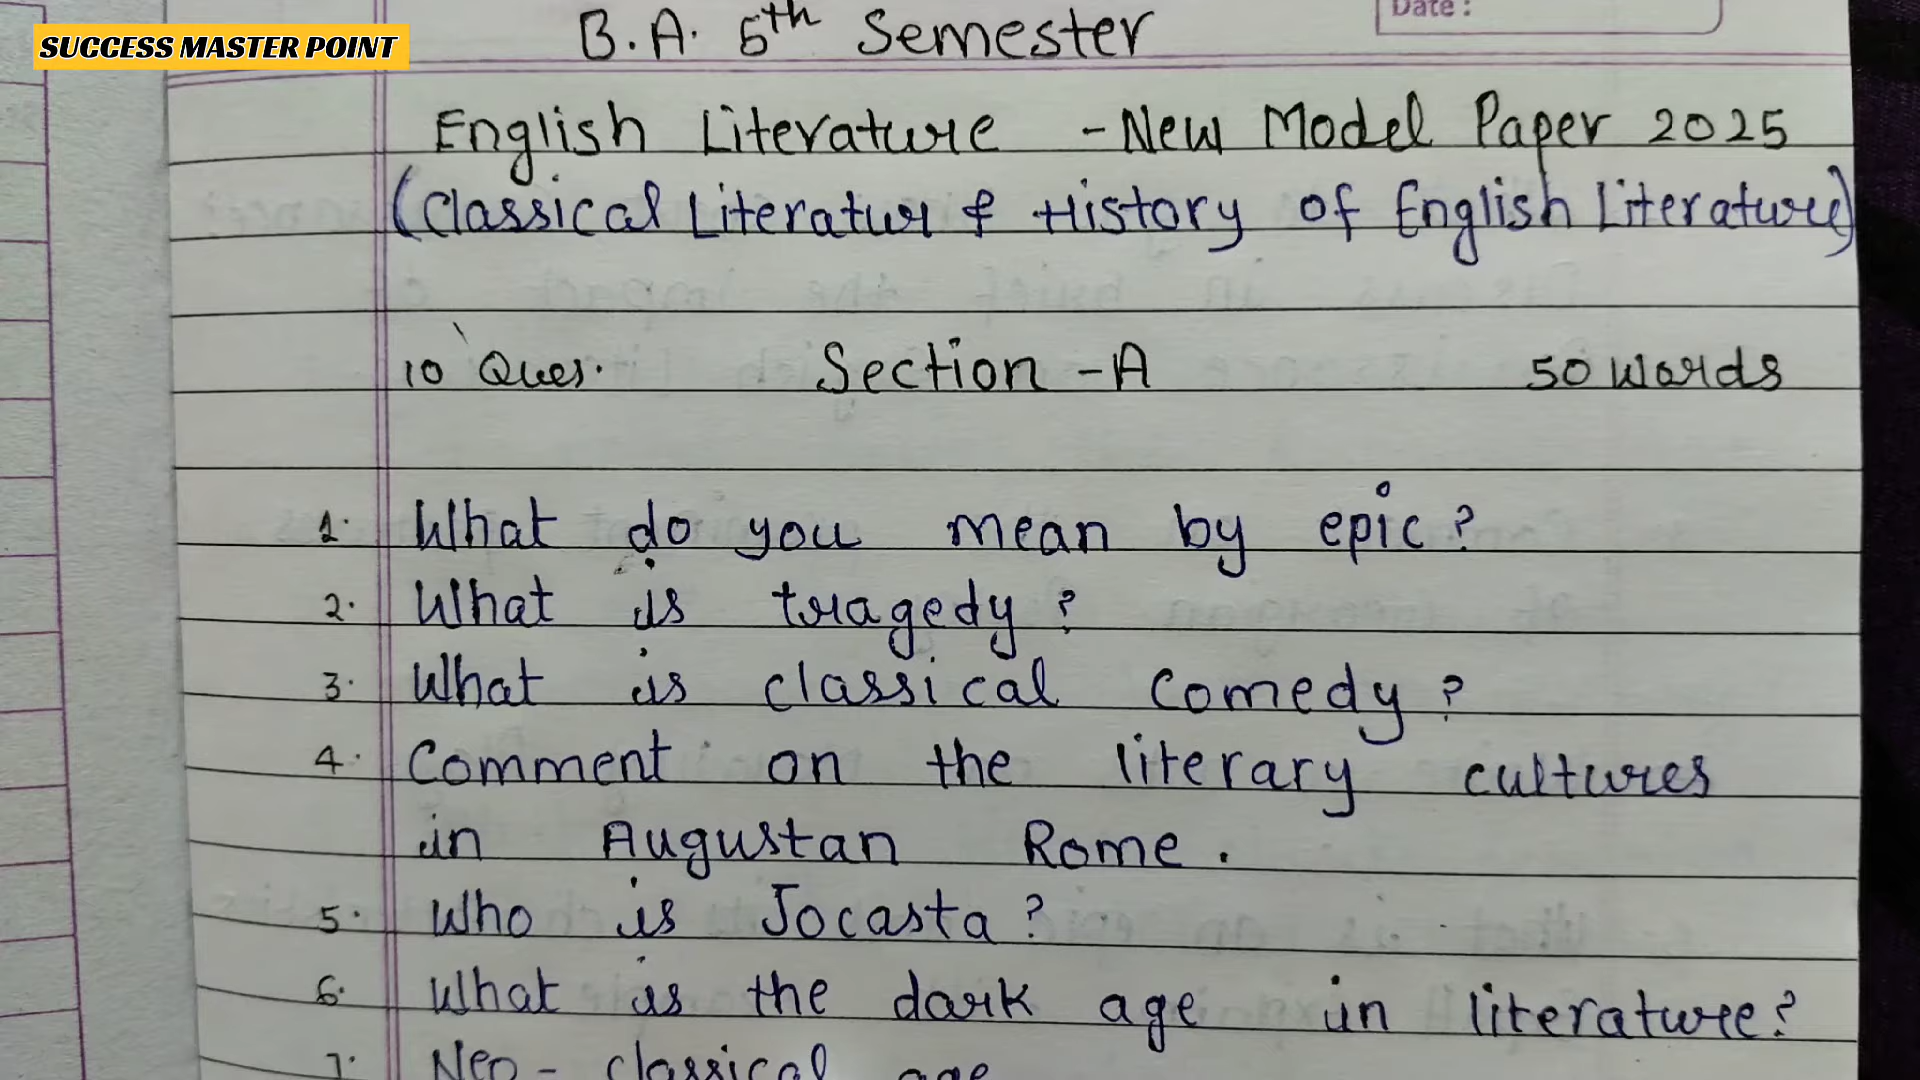 Date :
SUCCESS MASTER POINT
B.A. 5th Semester
English Literature - New Model Paper 2025
(Classical Literatur & History of English Literature)
10 Ques. Section - A 50 words
1. What do you mean by epic?
2. What is tragedy?
3. What is classical comedy?
4. Comment on the literary cultures
in Augustan Rome.
5. Who is Jocasta?
6. What is the dark age in literature?
7. Neo - classical age